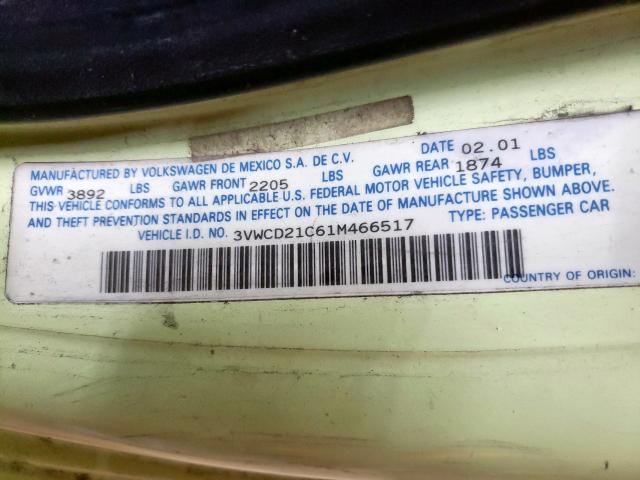 MANUFACTURED BY VOLKSWAGEN DE MEXICO S.A. DE C.V. DATE 02.01
GVWR 3892 LBS GAWR FRONT 2205 LBS GAWR REAR 1874 LBS
THIS VEHICLE CONFORMS TO ALL APPLICABLE U.S. FEDERAL MOTOR VEHICLE SAFETY, BUMPER,
AND THEFT PREVENTION STANDARDS IN EFFECT ON THE DATE OF MANUFACTURE SHOWN ABOVE.
VEHICLE I.D. NO. 3VWCD21C61M466517 TYPE: PASSENGER CAR
COUNTRY OF ORIGIN: